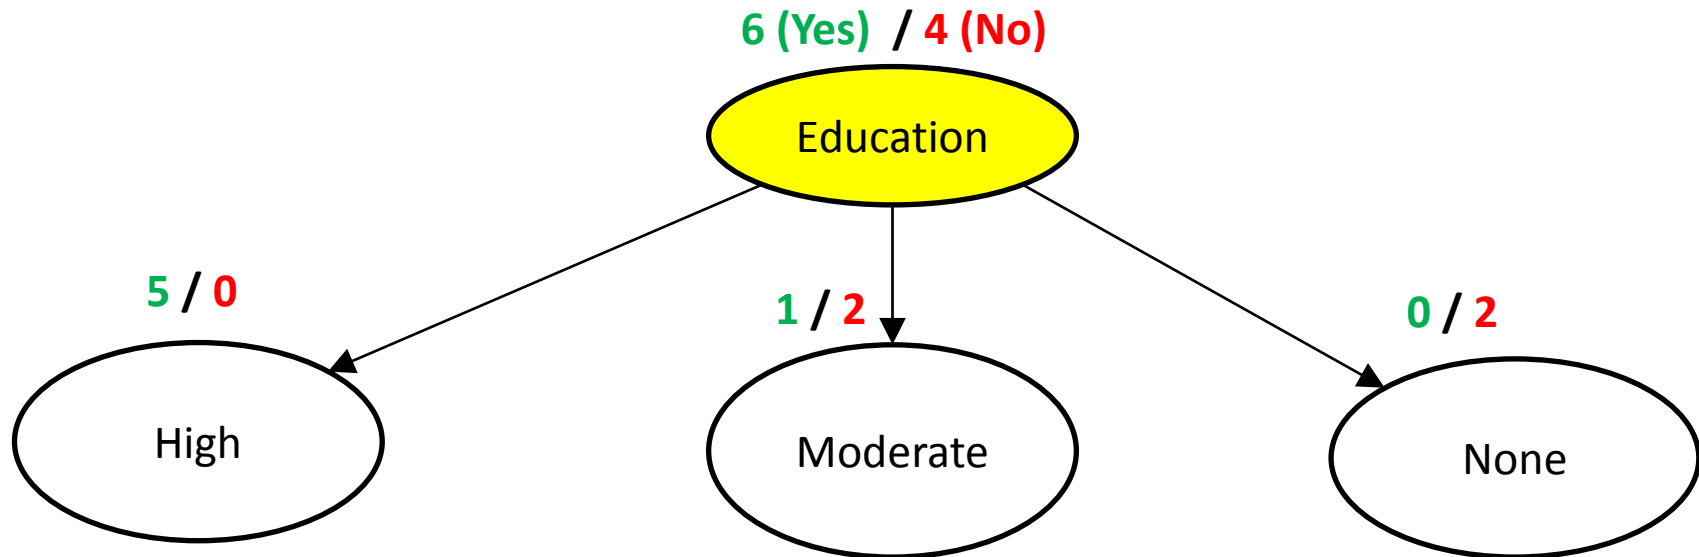 6 (Yes) / 4 (No)
Education
5 / 0
1 / 2
0 / 2
High
Moderate
None